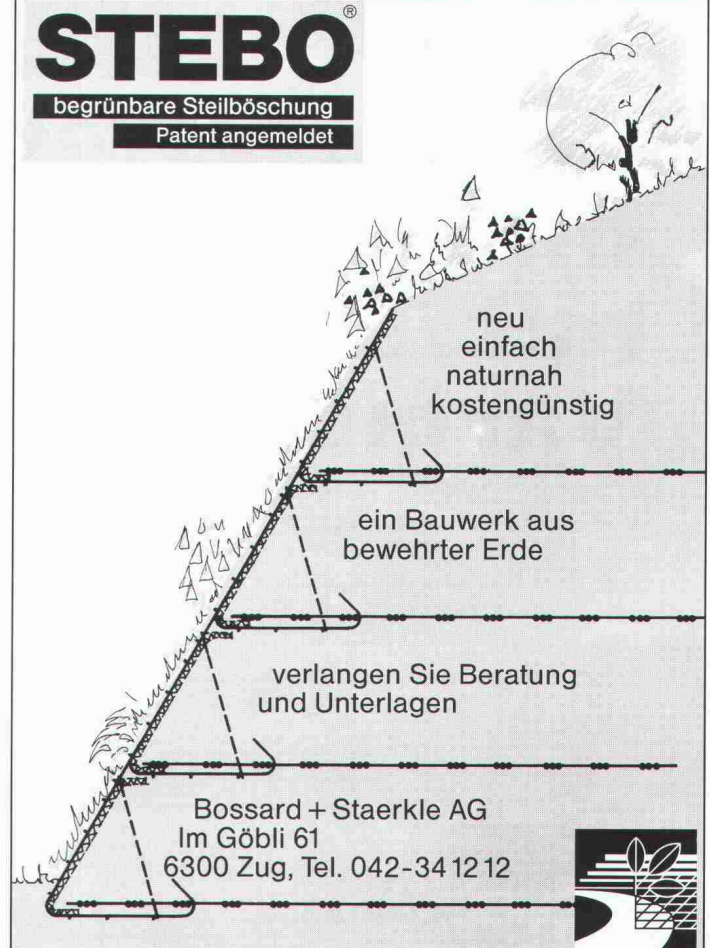 STEBO®
begrünbare Steilböschung
Patent angemeldet
neu
einfach
naturnah
kostengünstig
ein Bauwerk aus
bewehrter Erde
verlangen Sie Beratung
und Unterlagen
Bossard + Staerkle AG
Im Göbli 61
6300 Zug, Tel. 042-34 12 12